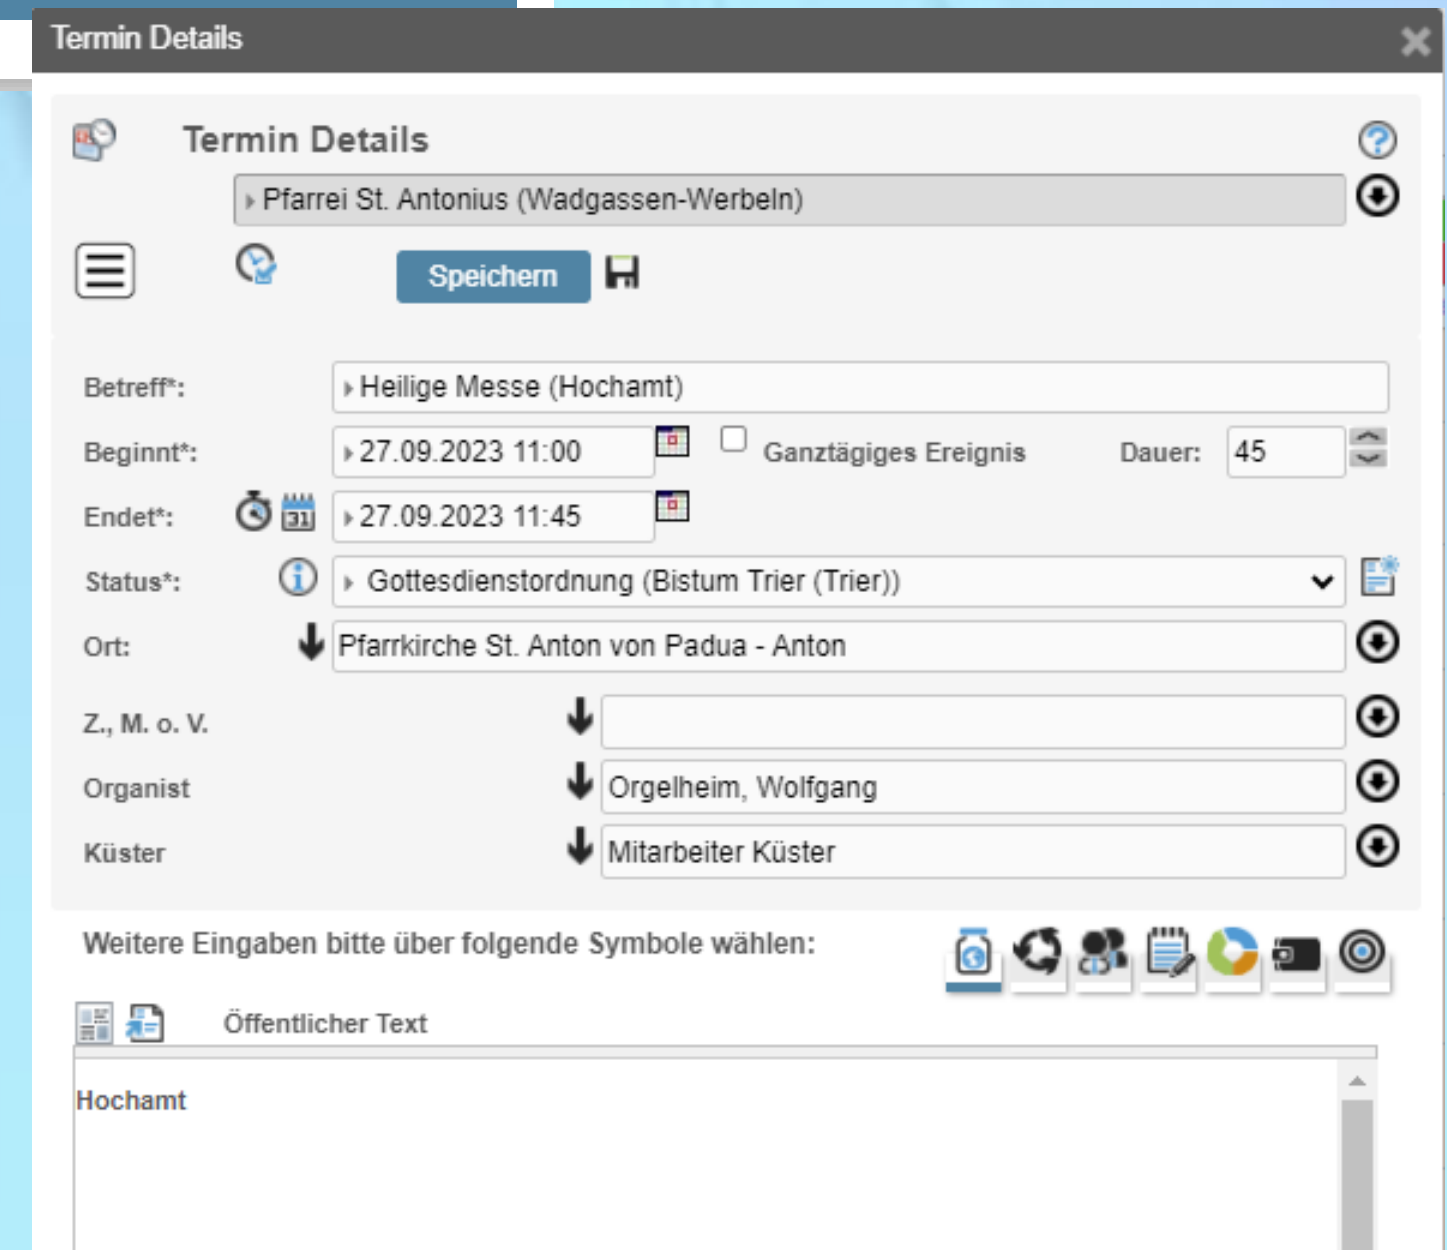 Termin Details
Termin Details
Pfarrei St. Antonius (Wadgassen-Werbeln)
Speichern
Betreff*: Heilige Messe (Hochamt)
Beginnt*: 27.09.2023 11:00 Ganztägiges Ereignis Dauer: 45
Endet*: 31 27.09.2023 11:45
Status*: Gottesdienstordnung (Bistum Trier (Trier))
Ort: Pfarrkirche St. Anton von Padua - Anton
Z., M. o. V.
Organist Orgelheim, Wolfgang
Küster Mitarbeiter Küster
Weitere Eingaben bitte über folgende Symbole wählen:
Öffentlicher Text
Hochamt